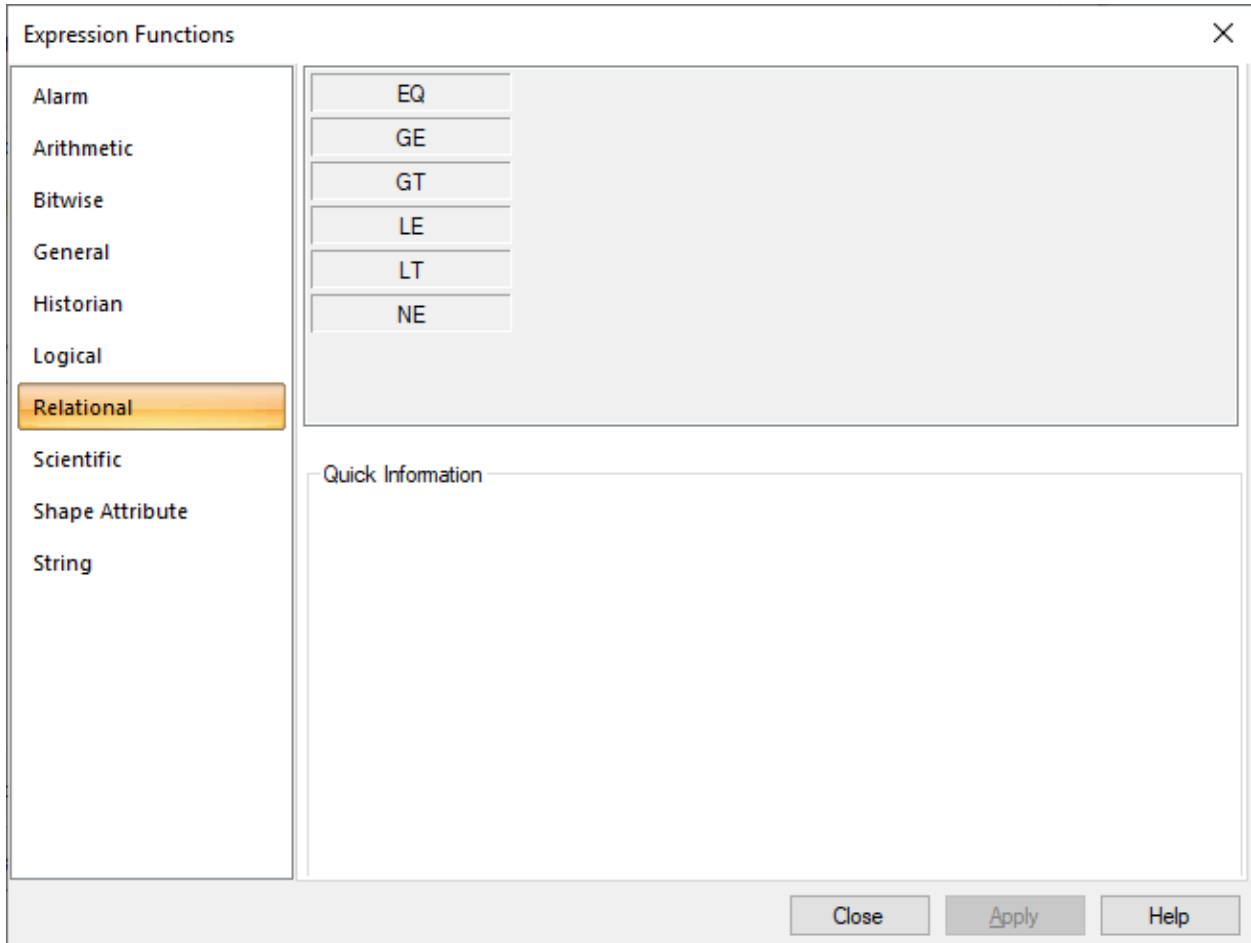 Expression Functions
Alarm
Arithmetic
Bitwise
General
Historian
Logical
Relational
Scientific
Shape Attribute
String
EQ
GE
GT
LE
LT
NE
Quick Information
Close
Apply
Help